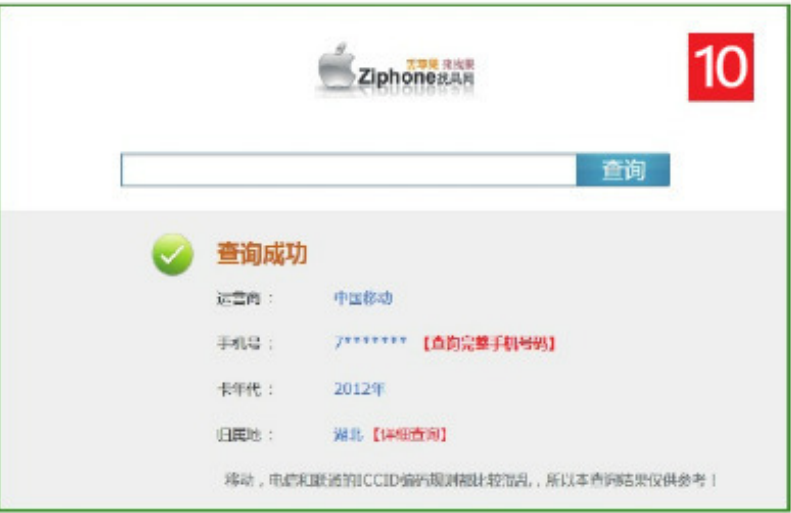 Ziphone
10
查询
查询成功
运营商： 中国移动
手机号： 7******* 【查询完整手机号码】
卡年代： 2012年
归属地： 湖北【详细查询】
移动，电信和联通的ICCID编码规则都比较混乱，所以本查询结果仅供参考！